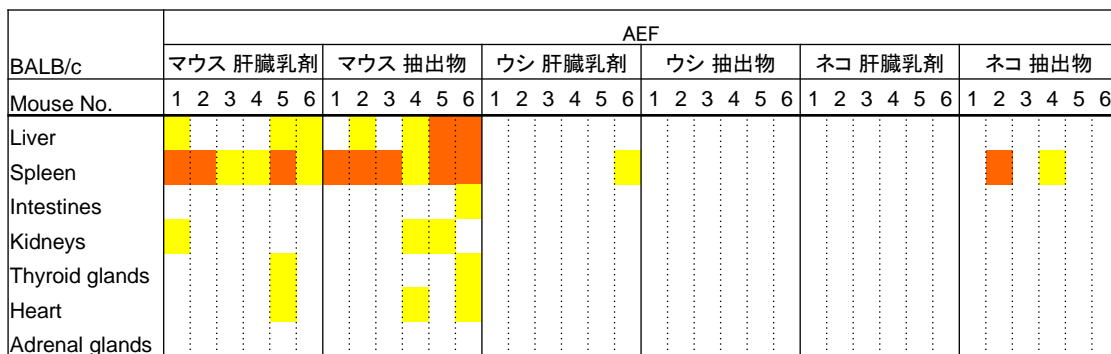 AEF
BALB/c マウス 肝臓乳剤 マウス 抽出物 ウシ 肝臓乳剤 ウシ 抽出物 ネコ 肝臓乳剤 ネコ 抽出物
Mouse No. 1 2 3 4 5 6 1 2 3 4 5 6 1 2 3 4 5 6 1 2 3 4 5 6 1 2 3 4 5 6 1 2 3 4 5 6
Liver
Spleen
Intestines
Kidneys
Thyroid glands
Heart
Adrenal glands